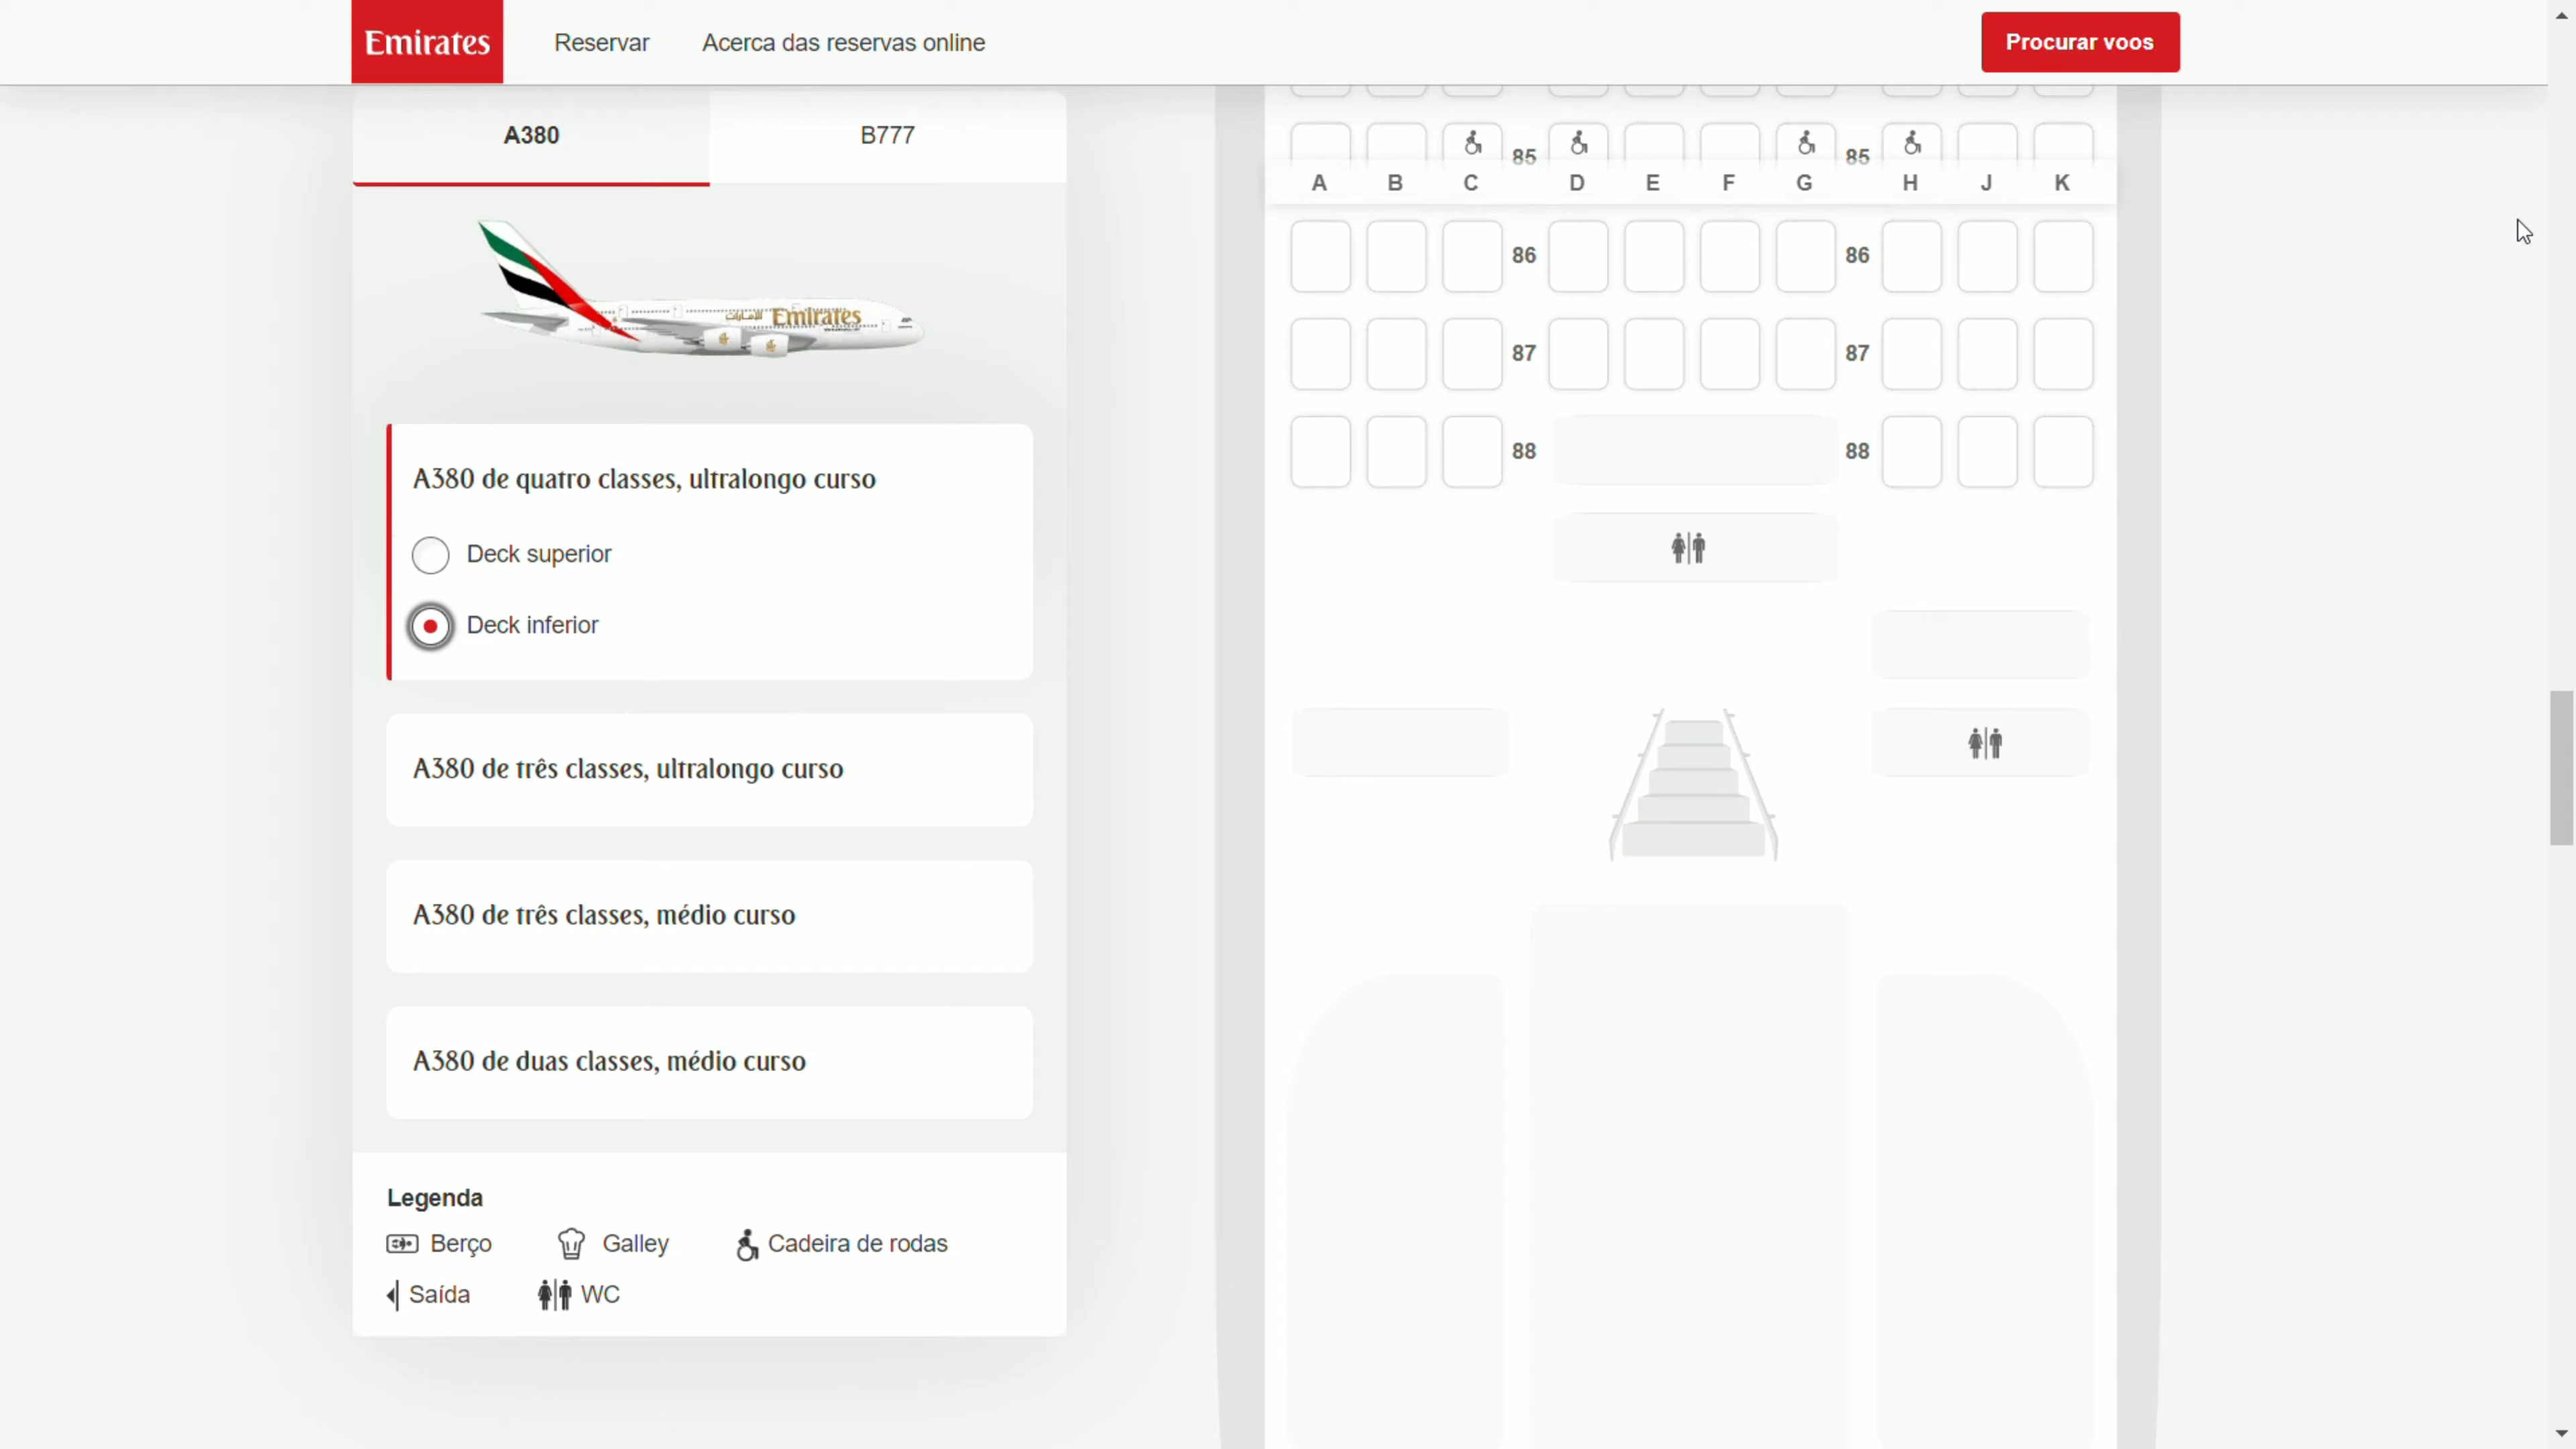 Emirates
Reservar
Acerca das reservas online
Procurar voos
A380
B777
الإمارات Emirates
A380 de quatro classes, ultralongo curso
Deck superior
Deck inferior
A380 de três classes, ultralongo curso
A380 de três classes, médio curso
A380 de duas classes, médio curso
Legenda
Berço Galley Cadeira de rodas
Saída WC
85 85
A B C D E F G H J K
86 86
87 87
88 88